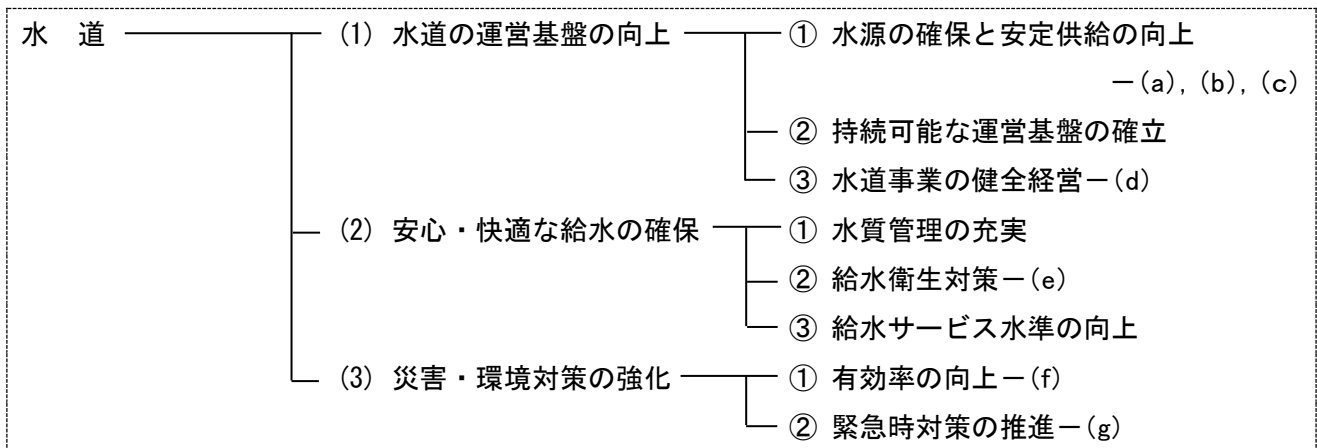 水　道　(1) 水道の運営基盤の向上　① 水源の確保と安定供給の向上
－(a), (b), (c)
② 持続可能な運営基盤の確立
③ 水道事業の健全経営－(d)
(2) 安心・快適な給水の確保　① 水質管理の充実
② 給水衛生対策－(e)
③ 給水サービス水準の向上
(3) 災害・環境対策の強化　① 有効率の向上－(f)
② 緊急時対策の推進－(g)